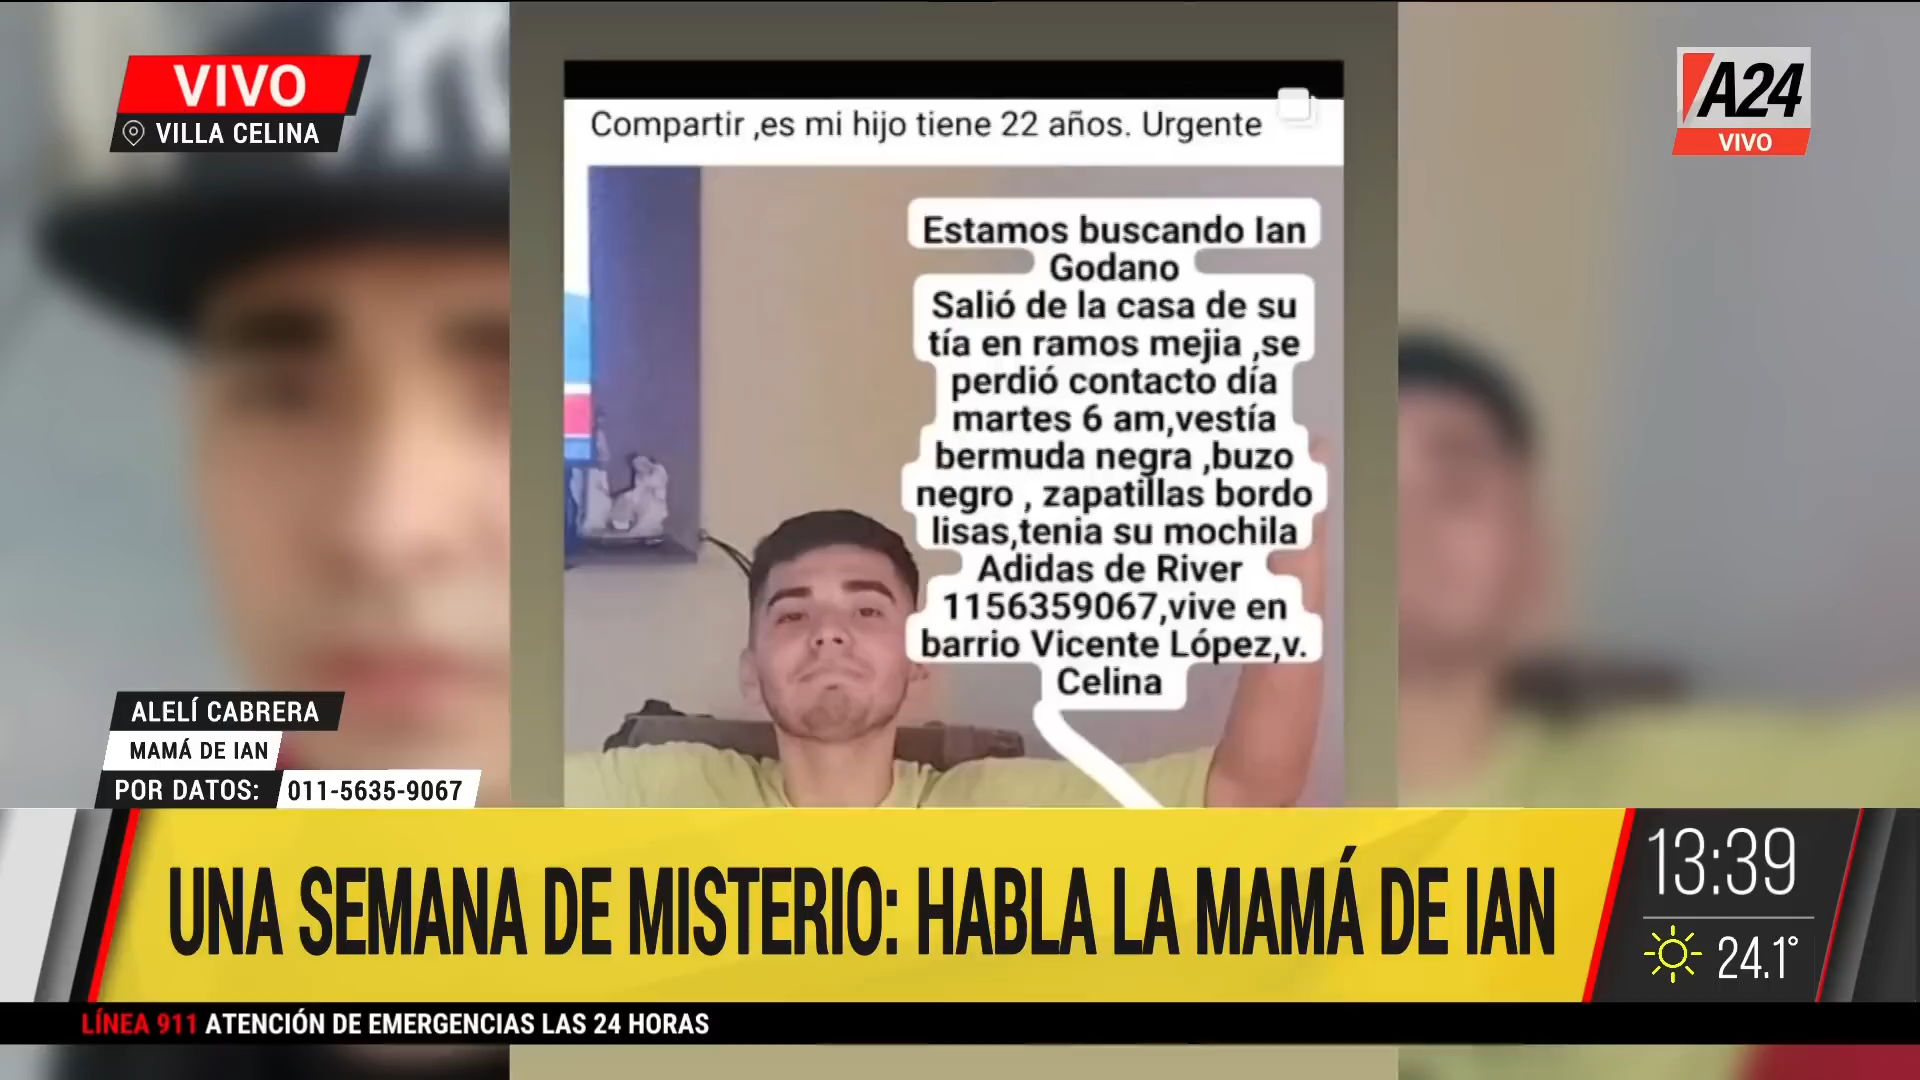 VIVO
VILLA CELINA
A24
VIVO
Compartir ,es mi hijo tiene 22 años. Urgente
Estamos buscando Ian
Godano
Salió de la casa de su
tía en ramos mejia ,se
perdió contacto día
martes 6 am,vestía
bermuda negra ,buzo
negro , zapatillas bordo
lisas,tenia su mochila
Adidas de River
1156359067,vive en
barrio Vicente López,v.
Celina
ALELÍ CABRERA
MAMÁ DE IAN
POR DATOS: 011-5635-9067
UNA SEMANA DE MISTERIO: HABLA LA MAMÁ DE IAN
13:39
24.1°
LÍNEA 911 ATENCIÓN DE EMERGENCIAS LAS 24 HORAS